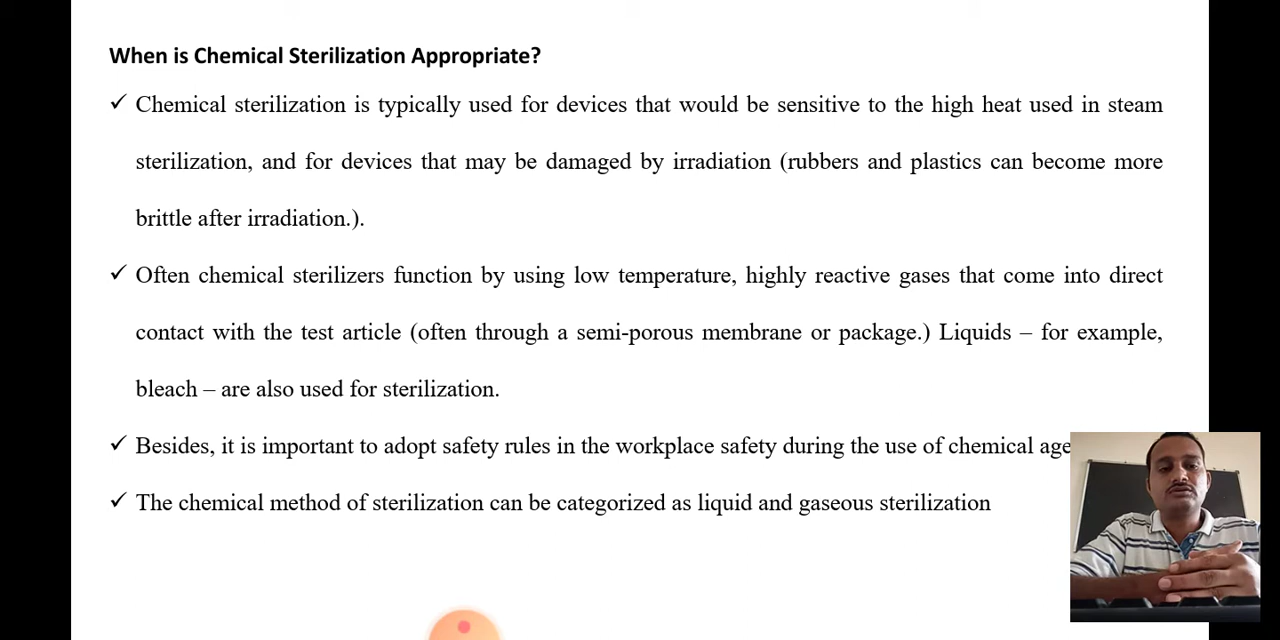 When is Chemical Sterilization Appropriate?
✓ Chemical sterilization is typically used for devices that would be sensitive to the high heat used in steam
sterilization, and for devices that may be damaged by irradiation (rubbers and plastics can become more
brittle after irradiation.).
✓ Often chemical sterilizers function by using low temperature, highly reactive gases that come into direct
contact with the test article (often through a semi-porous membrane or package.) Liquids – for example,
bleach – are also used for sterilization.
✓ Besides, it is important to adopt safety rules in the workplace safety during the use of chemical age
✓ The chemical method of sterilization can be categorized as liquid and gaseous sterilization